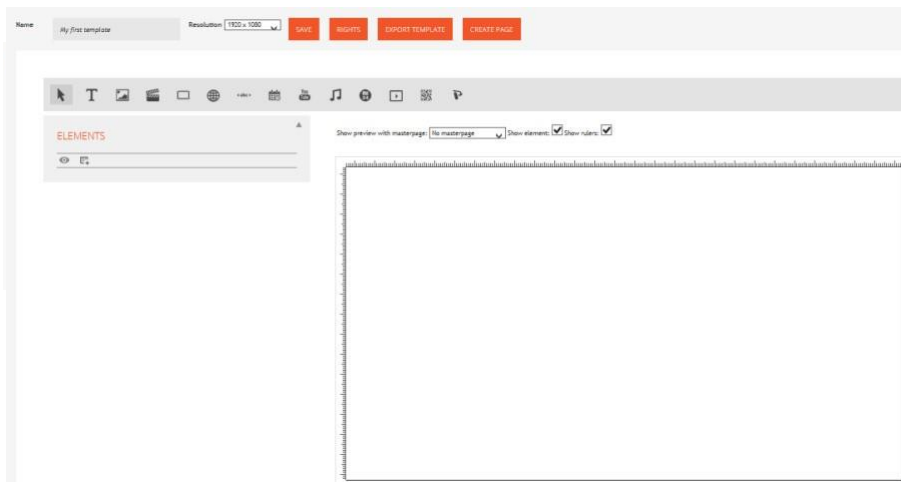 Name My first template Resolution 1920 x 1080 SAVE RIGHTS EXPORT TEMPLATE CREATE PAGE
T
ELEMENTS
Show preview with masterpage: No masterpage Show element: Show rulers: